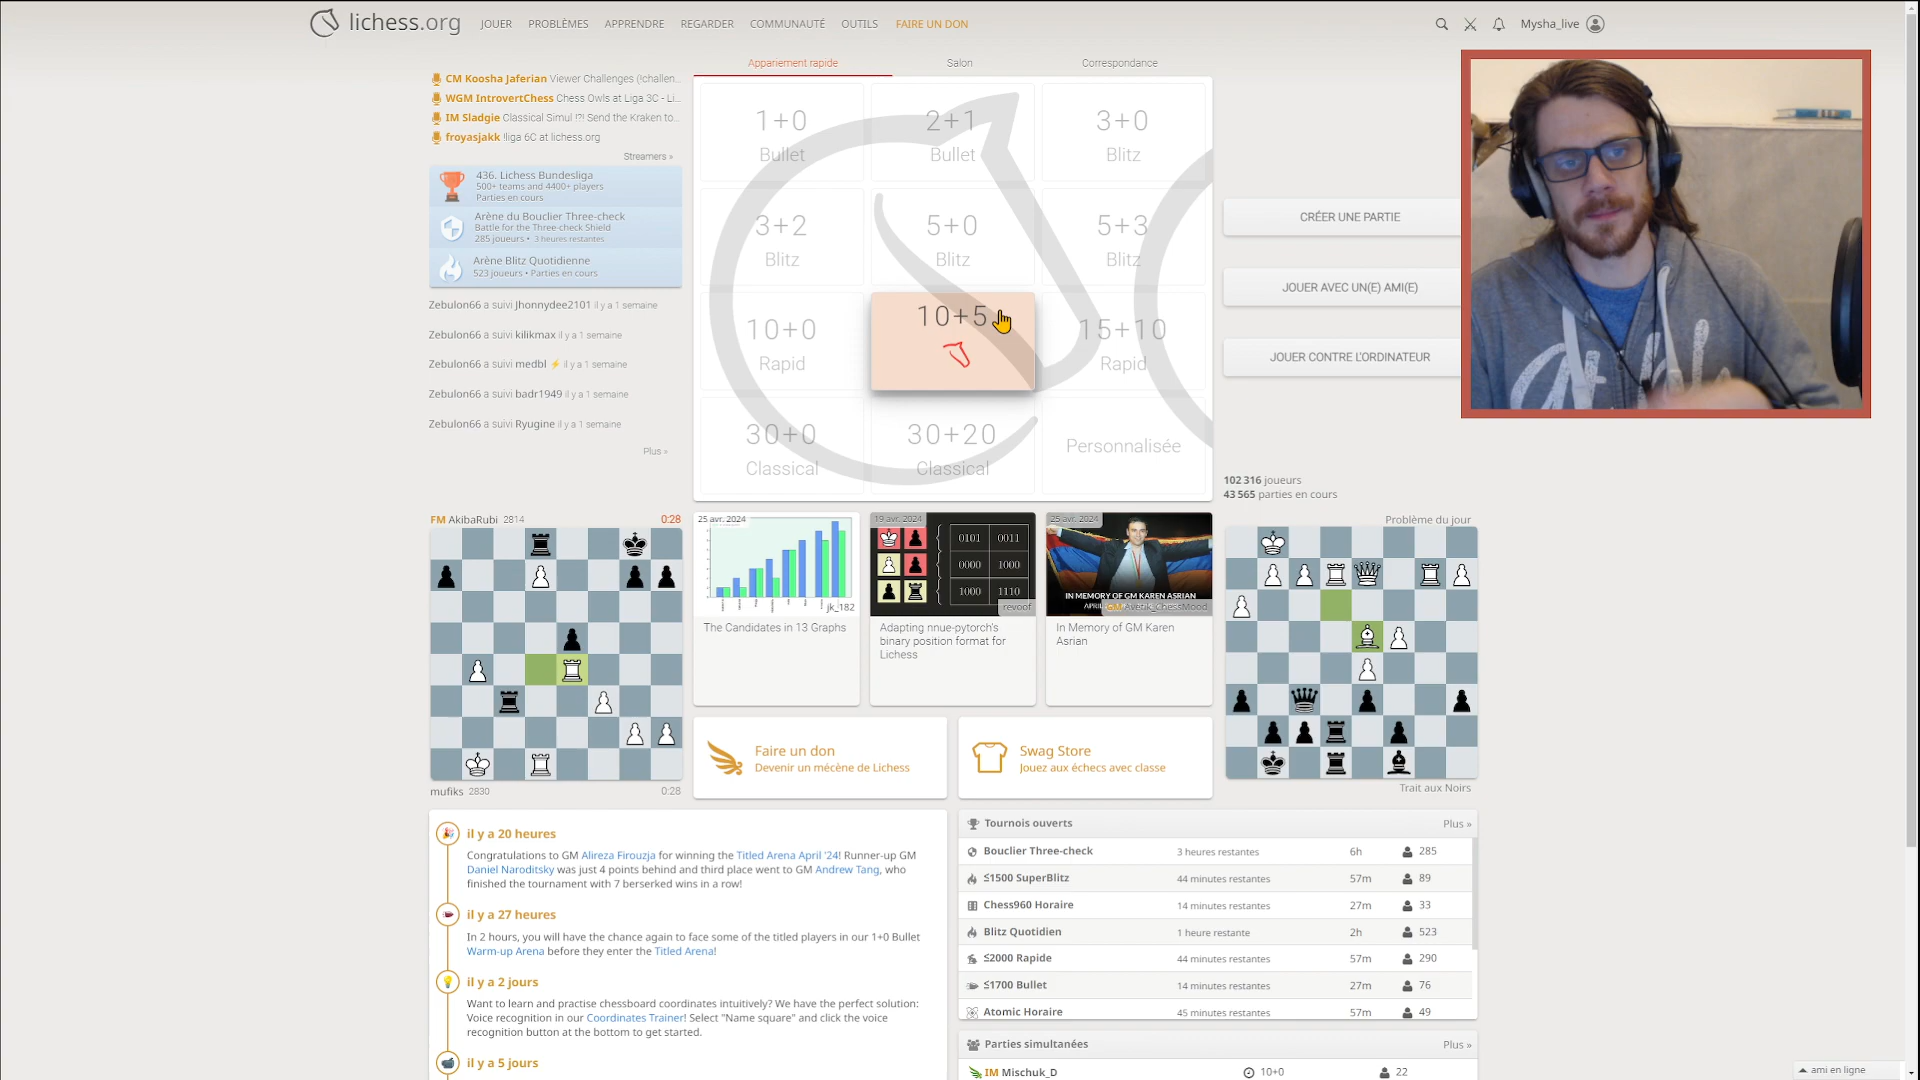 lichess.org
JOUER
PROBLÈMES
APPRENDRE
REGARDER
COMMUNAUTÉ
OUTILS
FAIRE UN DON
Mysha_live
CM Koosha Jaferian Viewer Challenges (!challen...
WGM IntrovertChess Chess Owls at Liga 3C - Li...
IM Sladgie Classical Simul !?! Send the Kraken to...
froyasjakk !liga 6C at lichess.org
Streamers »
436. Lichess Bundesliga
500+ teams and 4400+ players
Parties en cours
Arène du Bouclier Three-check
Battle for the Three-check Shield
285 joueurs • 3 heures restantes
Arène Blitz Quotidienne
523 joueurs • Parties en cours
Zebulon66 a suivi Jhonnydee2101 il y a 1 semaine
Zebulon66 a suivi kilikmax il y a 1 semaine
Zebulon66 a suivi medbl il y a 1 semaine
Zebulon66 a suivi badr1949 il y a 1 semaine
Zebulon66 a suivi Ryugine il y a 1 semaine
Plus »
Appariement rapide
Salon
Correspondance
1+0
Bullet
2+1
Bullet
3+0
Blitz
3+2
Blitz
5+0
Blitz
5+3
Blitz
10+0
Rapid
10+5
15+10
Rapid
30+0
Classical
30+20
Classical
Personnalisée
CRÉER UNE PARTIE
JOUER AVEC UN(E) AMI(E)
JOUER CONTRE L'ORDINATEUR
102 316 joueurs
43 565 parties en cours
FM AkibaRubi 2814
0:28
mufiks 2830
0:28
25 avr. 2024
jk_182
The Candidates in 13 Graphs
19 avr. 2024
0101 0011
0000 1000
1000 1110
revoof
Adapting nnue-pytorch's
binary position format for
Lichess
25 avr. 2024
IN MEMORY OF GM KAREN ASRIAN
In Memory of GM Karen
Asrian
Problème du jour
Trait aux Noirs
Faire un don
Devenir un mécène de Lichess
Swag Store
Jouez aux échecs avec classe
il y a 20 heures
Congratulations to GM Alireza Firouzja for winning the Titled Arena April '24! Runner-up GM
Daniel Naroditsky was just 4 points behind and third place went to GM Andrew Tang, who
finished the tournament with 7 berserked wins in a row!
il y a 27 heures
In 2 hours, you will have the chance again to face some of the titled players in our 1+0 Bullet
Warm-up Arena before they enter the Titled Arena!
il y a 2 jours
Want to learn and practise chessboard coordinates intuitively? We have the perfect solution:
Voice recognition in our Coordinates Trainer! Select "Name square" and click the voice
recognition button at the bottom to get started.
il y a 5 jours
Tournois ouverts
Plus »
Bouclier Three-check 3 heures restantes 6h 285
≤1500 SuperBlitz 44 minutes restantes 57m 89
Chess960 Horaire 14 minutes restantes 27m 33
Blitz Quotidien 1 heure restante 2h 523
≤2000 Rapide 44 minutes restantes 57m 290
≤1700 Bullet 14 minutes restantes 27m 76
Atomic Horaire 45 minutes restantes 57m 49
Parties simultanées
Plus »
IM Mischuk_D 10+0 22
ami en ligne